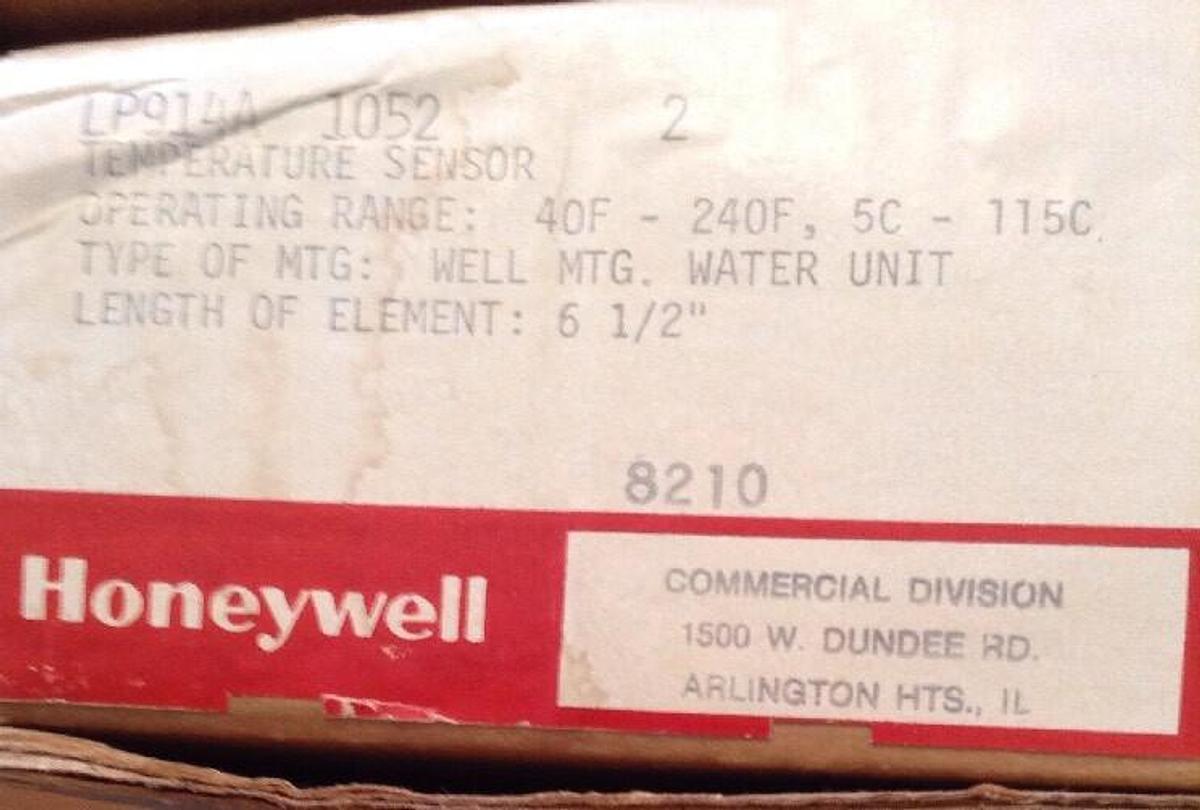 LP914A 1052 2
TEMPERATURE SENSOR
OPERATING RANGE: 40F - 240F, 5C - 115C.
TYPE OF MTG: WELL MTG. WATER UNIT
LENGTH OF ELEMENT: 6 1/2"
8210
Honeywell
COMMERCIAL DIVISION
1500 W. DUNDEE RD.
ARLINGTON HTS., IL